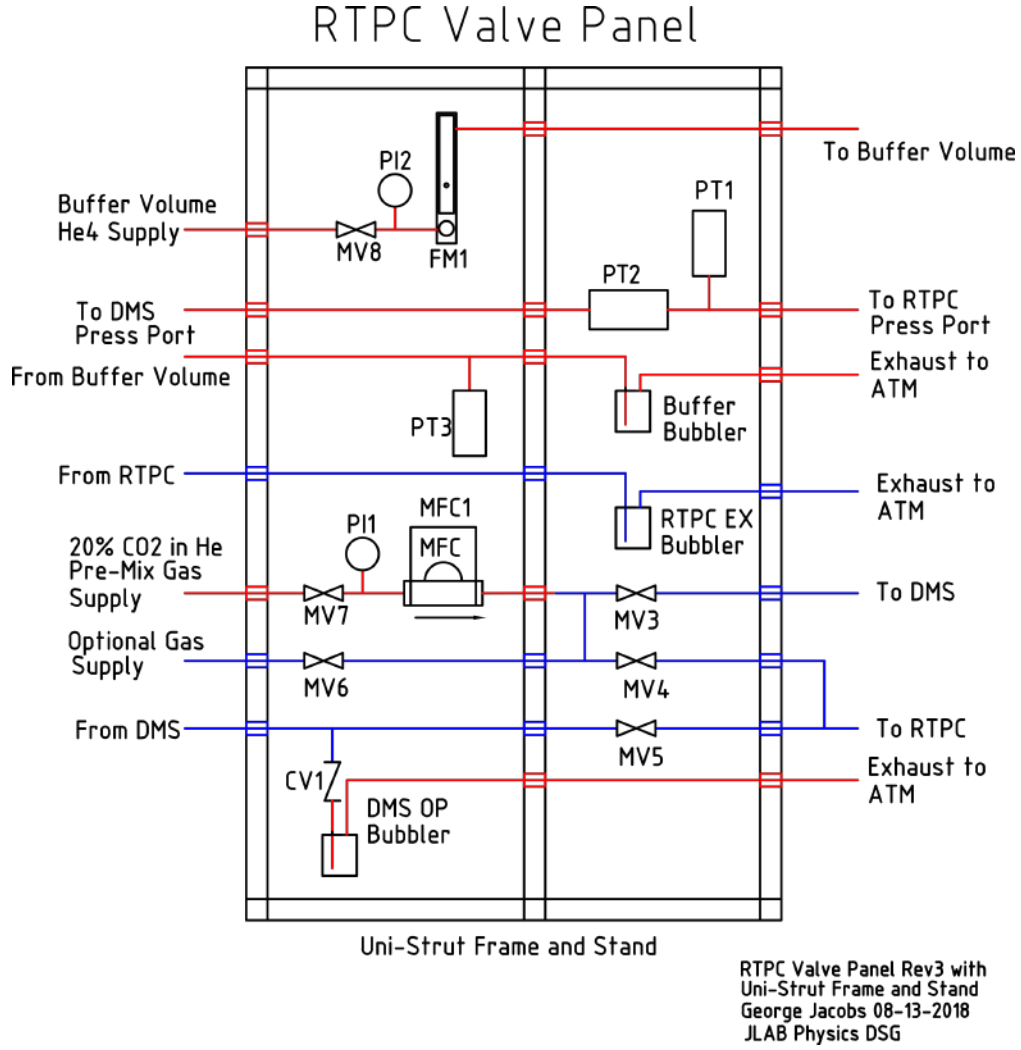 RTPC Valve Panel
To Buffer Volume
PI2
PT1
Buffer Volume
He4 Supply
MV8
FM1
PT2
To DMS
Press Port
To RTPC
Press Port
From Buffer Volume
Exhaust to
ATM
PT3
Buffer
Bubbler
From RTPC
Exhaust to
ATM
RTPC EX
Bubbler
MFC1
PI1
MFC
20% CO2 in He
Pre-Mix Gas
Supply
MV7
MV3
To DMS
Optional Gas
Supply
MV6
MV4
From DMS
MV5
To RTPC
CV1
Exhaust to
ATM
DMS OP
Bubbler
Uni-Strut Frame and Stand
RTPC Valve Panel Rev3 with
Uni-Strut Frame and Stand
George Jacobs 08-13-2018
JLAB Physics DSG